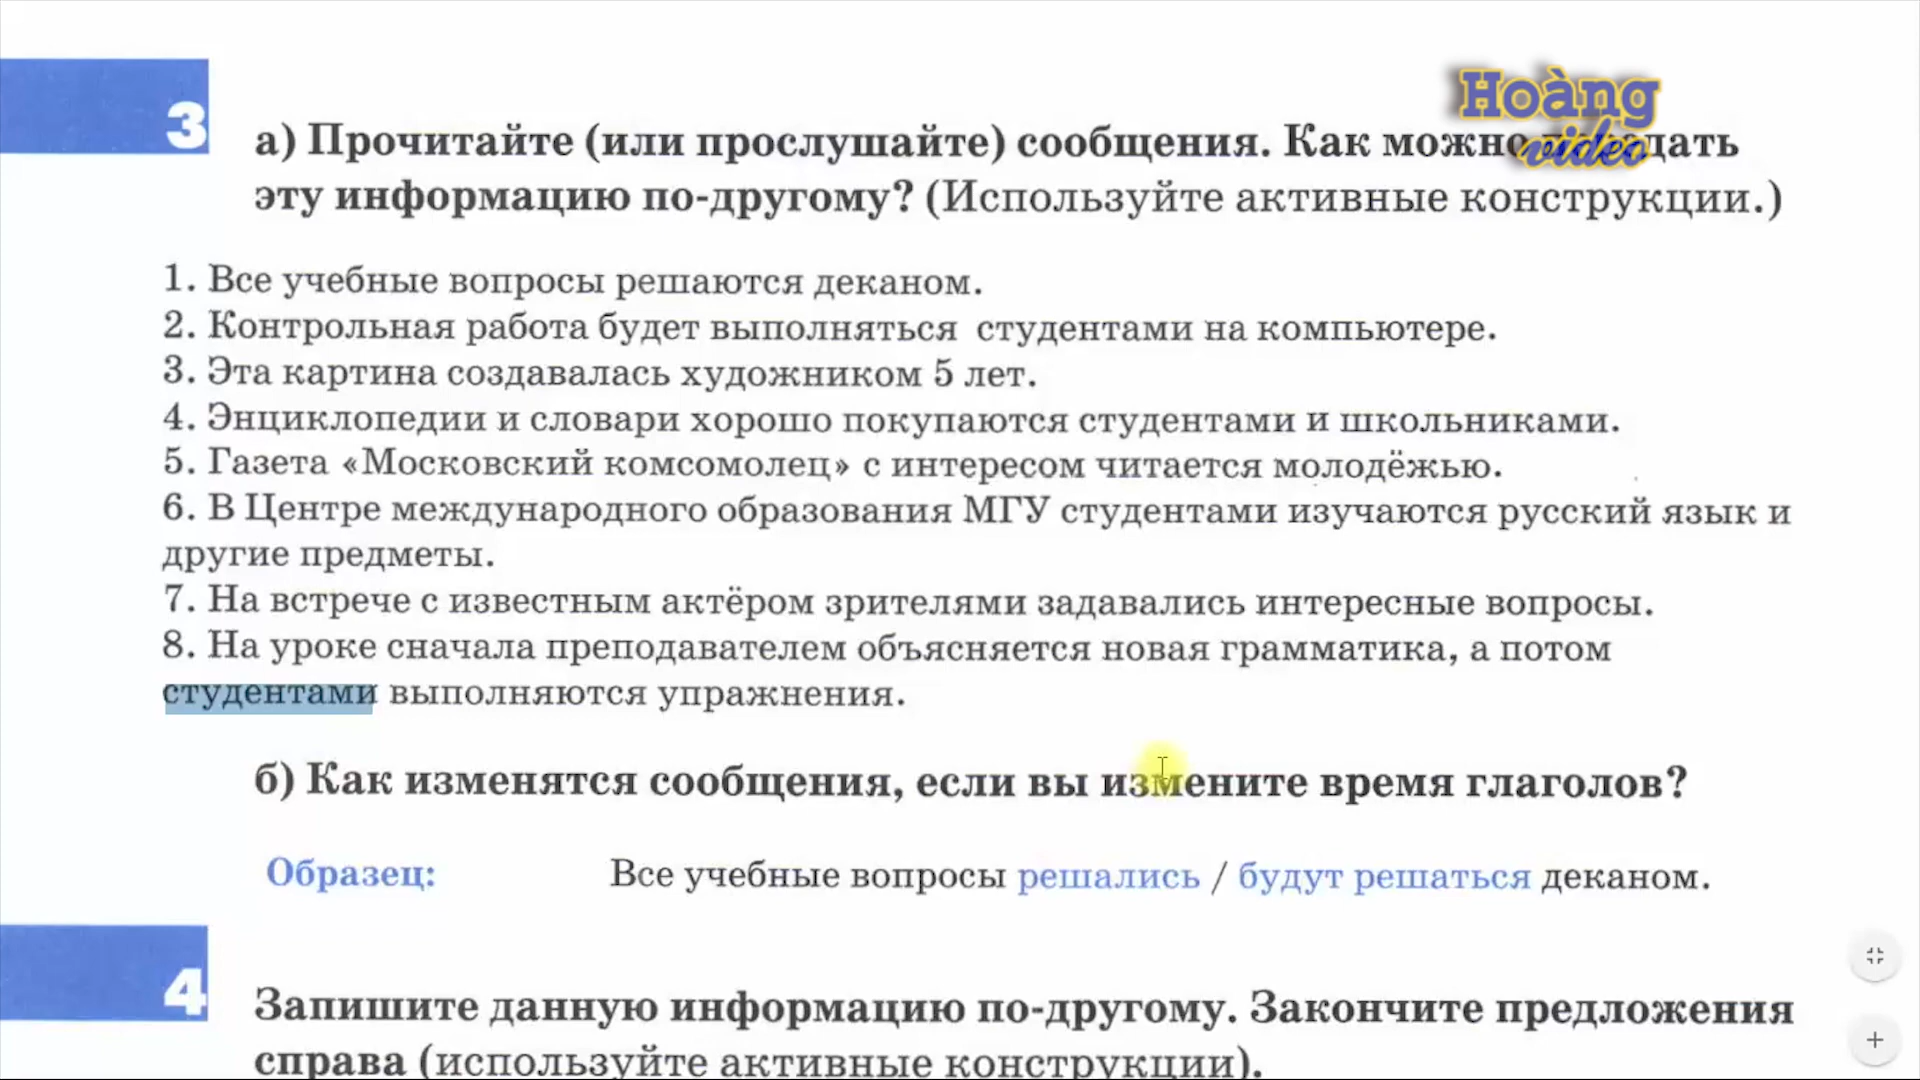 Hoàng
video
3
а) Прочитайте (или прослушайте) сообщения. Как можно
эту информацию по-другому? (Используйте активные конструкции.)
1. Все учебные вопросы решаются деканом.
2. Контрольная работа будет выполняться студентами на компьютере.
3. Эта картина создавалась художником 5 лет.
4. Энциклопедии и словари хорошо покупаются студентами и школьниками.
5. Газета «Московский комсомолец» с интересом читается молодёжью.
6. В Центре международного образования МГУ студентами изучаются русский язык и
другие предметы.
7. На встрече с известным актёром зрителями задавались интересные вопросы.
8. На уроке сначала преподавателем объясняется новая грамматика, а потом
студентами выполняются упражнения.
б) Как изменятся сообщения, если вы измените время глаголов?
Образец: Все учебные вопросы решались / будут решаться деканом.
4
Запишите данную информацию по-другому. Закончите предложения
справа (используйте активные конструкции).